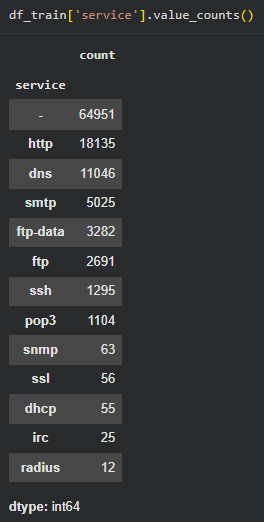 df_train['service'].value_counts()
count
service
- 64951
http 18135
dns 11046
smtp 5025
ftp-data 3282
ftp 2691
ssh 1295
pop3 1104
snmp 63
ssl 56
dhcp 55
irc 25
radius 12
dtype: int64